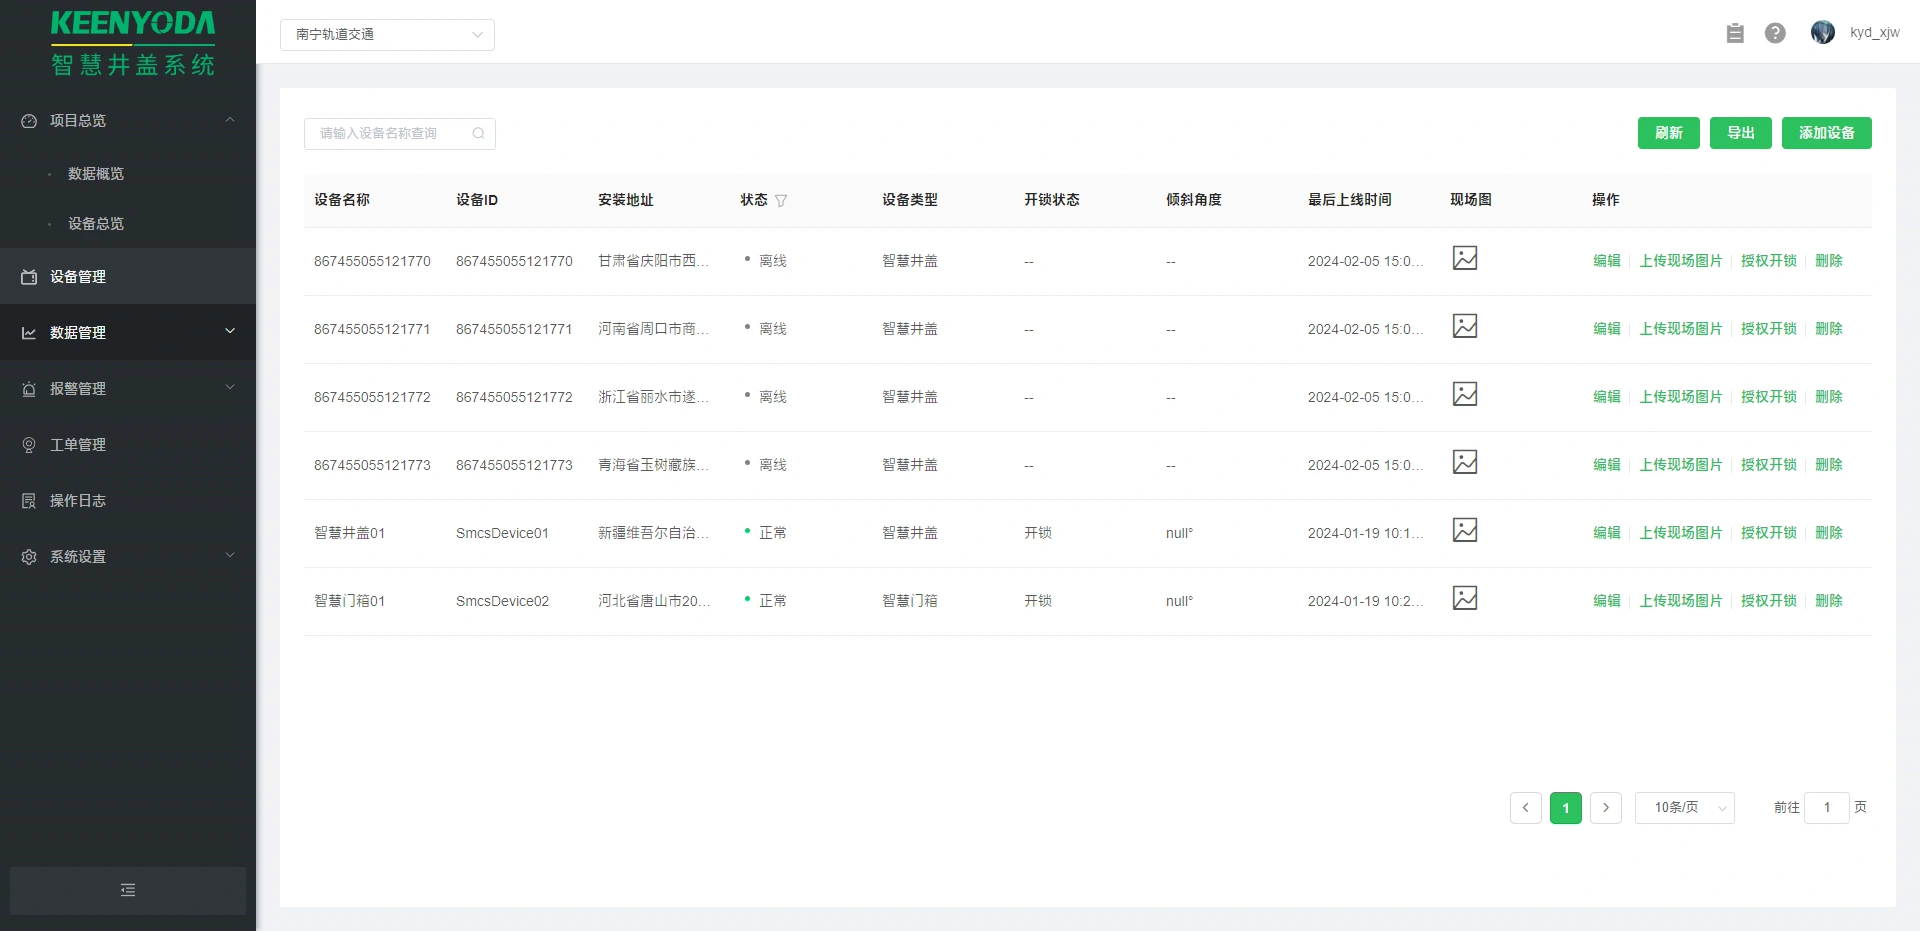 KEENYODA
智慧井盖系统
南宁轨道交通
kyd_xjw
项目总览
数据概览
设备总览
设备管理
数据管理
报警管理
工单管理
操作日志
系统设置
请输入设备名称查询
刷新 导出 添加设备
设备名称 设备ID 安装地址 状态 设备类型 开锁状态 倾斜角度 最后上线时间 现场图 操作
867455055121770 867455055121770 甘肃省庆阳市西... 离线 智慧井盖 -- -- 2024-02-05 15:0... 编辑 上传现场图片 授权开锁 删除
867455055121771 867455055121771 河南省周口市商... 离线 智慧井盖 -- -- 2024-02-05 15:0... 编辑 上传现场图片 授权开锁 删除
867455055121772 867455055121772 浙江省丽水市遂... 离线 智慧井盖 -- -- 2024-02-05 15:0... 编辑 上传现场图片 授权开锁 删除
867455055121773 867455055121773 青海省玉树藏族... 离线 智慧井盖 -- -- 2024-02-05 15:0... 编辑 上传现场图片 授权开锁 删除
智慧井盖01 SmcsDevice01 新疆维吾尔自治... 正常 智慧井盖 开锁 null° 2024-01-19 10:1... 编辑 上传现场图片 授权开锁 删除
智慧门箱01 SmcsDevice02 河北省唐山市20... 正常 智慧门箱 开锁 null° 2024-01-19 10:2... 编辑 上传现场图片 授权开锁 删除
1 10条/页 前往 1 页